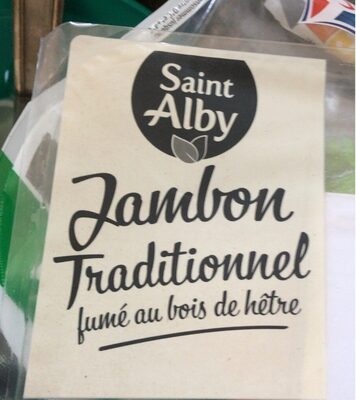 Saint
Alby
Jambon
Traditionnel
fumé au bois de hêtre